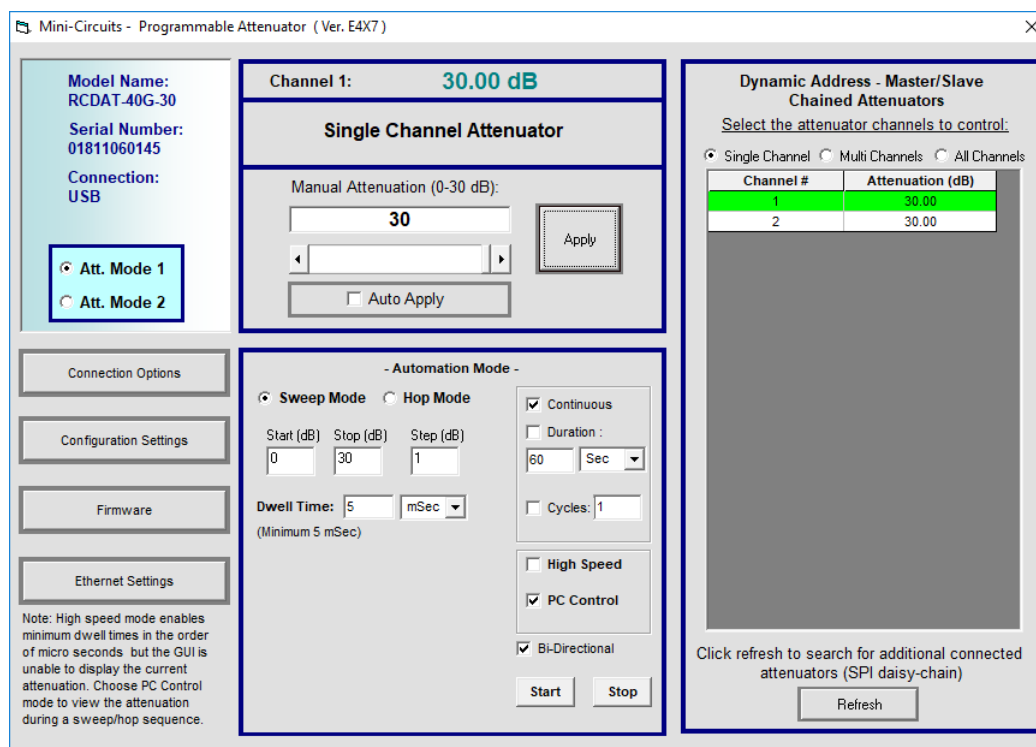 Mini-Circuits - Programmable Attenuator ( Ver. E4X7 )
Model Name:
RCDAT-40G-30
Serial Number:
01811060145
Connection:
USB
Att. Mode 1
Att. Mode 2
Connection Options
Configuration Settings
Firmware
Ethernet Settings
Note: High speed mode enables
minimum dwell times in the order
of micro seconds but the GUI is
unable to display the current
attenuation. Choose PC Control
mode to view the attenuation
during a sweep/hop sequence.
Channel 1: 30.00 dB
Single Channel Attenuator
Manual Attenuation (0-30 dB):
30
Apply
Auto Apply
- Automation Mode -
Sweep Mode Hop Mode
Start (dB) Stop (dB) Step (dB)
0 30 1
Dwell Time: 5 mSec
(Minimum 5 mSec)
Continuous
Duration :
60 Sec
Cycles: 1
High Speed
PC Control
Bi-Directional
Start Stop
Dynamic Address - Master/Slave
Chained Attenuators
Select the attenuator channels to control:
Single Channel Multi Channels All Channels
Channel # Attenuation (dB)
1 30.00
2 30.00
Click refresh to search for additional connected
attenuators (SPI daisy-chain)
Refresh